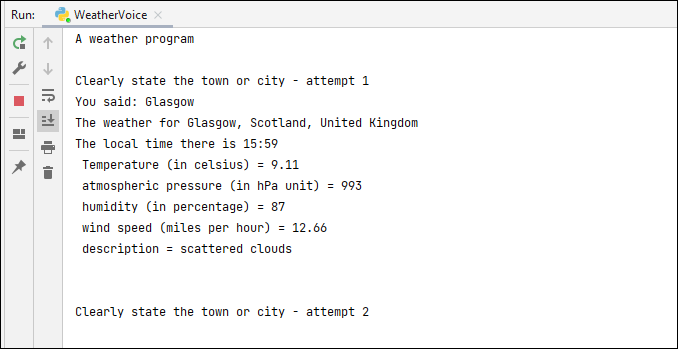 Run: WeatherVoice
A weather program
Clearly state the town or city - attempt 1
You said: Glasgow
The weather for Glasgow, Scotland, United Kingdom
The local time there is 15:59
Temperature (in celsius) = 9.11
atmospheric pressure (in hPa unit) = 993
humidity (in percentage) = 87
wind speed (miles per hour) = 12.66
description = scattered clouds
Clearly state the town or city - attempt 2